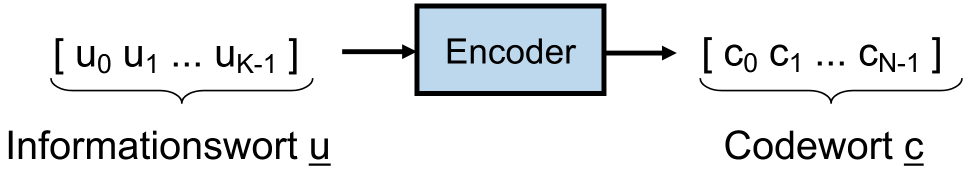 [ u0 u1 ... uK-1 ] Encoder [ c0 c1 ... cN-1 ]
Informationswort u Codewort c